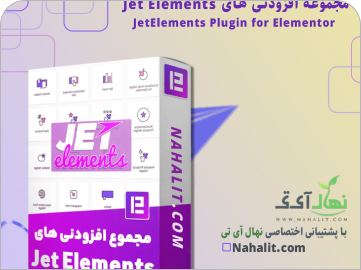 مجموعه افزودنی های Jet Elements
JetElements Plugin for Elementor
JET
elements
NAHALIT.COM
مجموع افزودنی های
Jet Elements
نهال آی تی
WWW.NAHALIT.COM
با پشتیبانی اختصاصی نهال آی تی
Nahalit.com